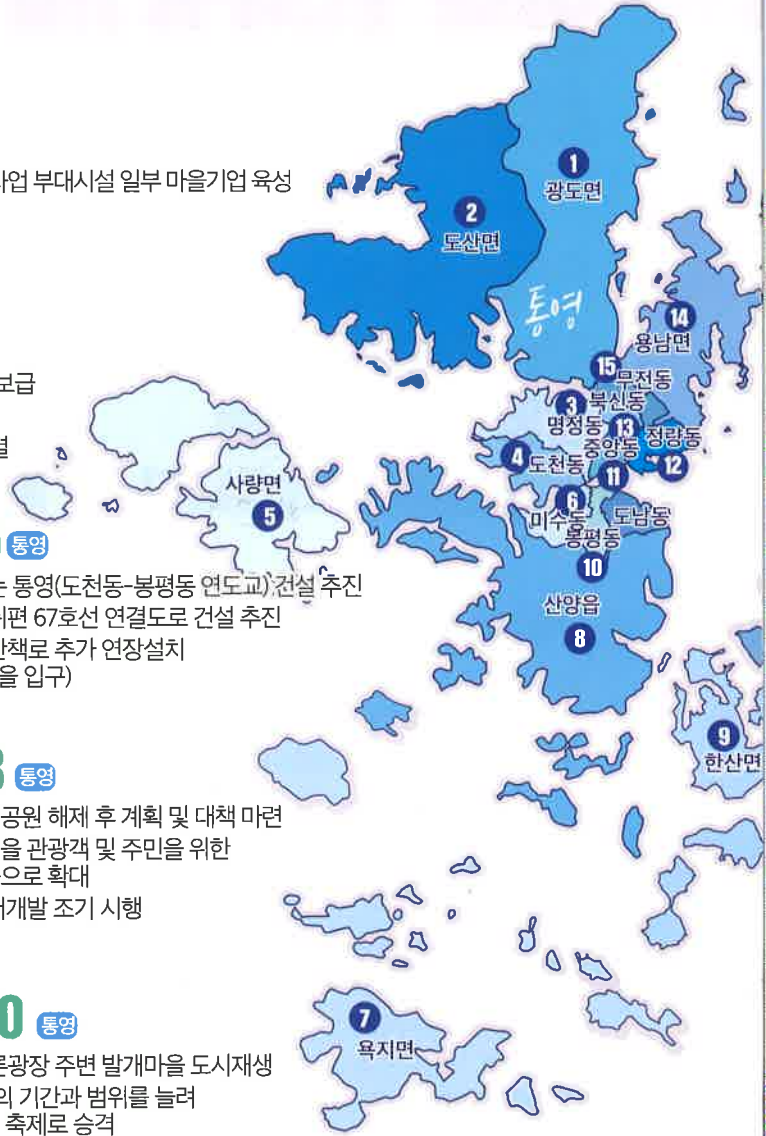 사업 부대시설 일부 마을기업 육성
보급
통영
는 통영(도천동-봉평동 연도교) 건설 추진
뒤편 67호선 연결도로 건설 추진
산책로 추가 연장설치
을 입구)
통영
공원 해제 후 계획 및 대책 마련
을 관광객 및 주민을 위한
으로 확대
개발 조기 시행
0 통영
광장 주변 발개마을 도시재생
의 기간과 범위를 늘려
축제로 승격
1
광도면
2
도산면
통영
14
용남면
15
무전동
3
북신동
명정동
13
정량동
중앙동
4
도천동
12
11
사량면
5
6
미수동
도남동
봉평동
10
산양읍
8
9
한산면
7
욕지면